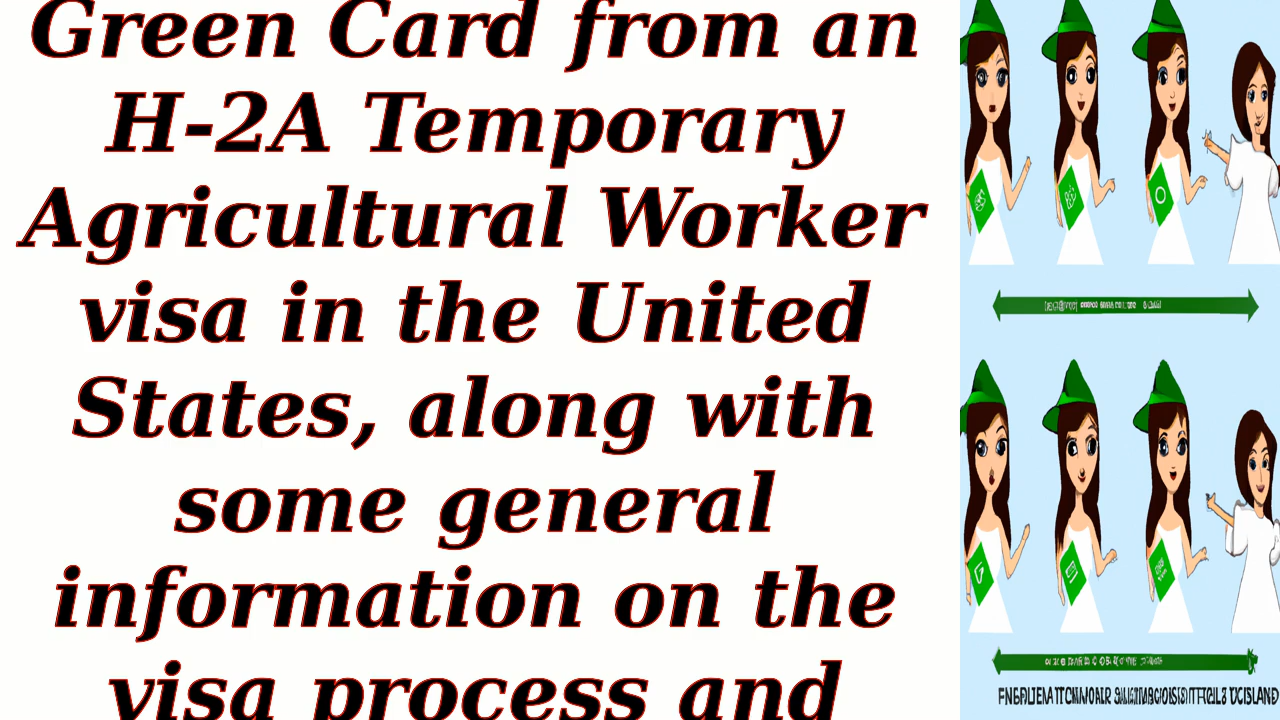 Green Card from an
H-2A Temporary
Agricultural Worker
visa in the United
States, along with
some general
information on the
visa process and